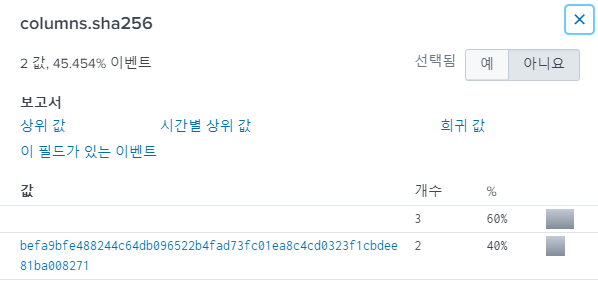 columns.sha256
2 값, 45.454% 이벤트
선택됨 예 아니요
보고서
상위 값 시간별 상위 값 희귀 값
이 필드가 있는 이벤트
값 개수 %
3 60%
befa9bfe488244c64db096522b4fad73fc01ea8c4cd0323f1cbdee 2 40%
81ba008271